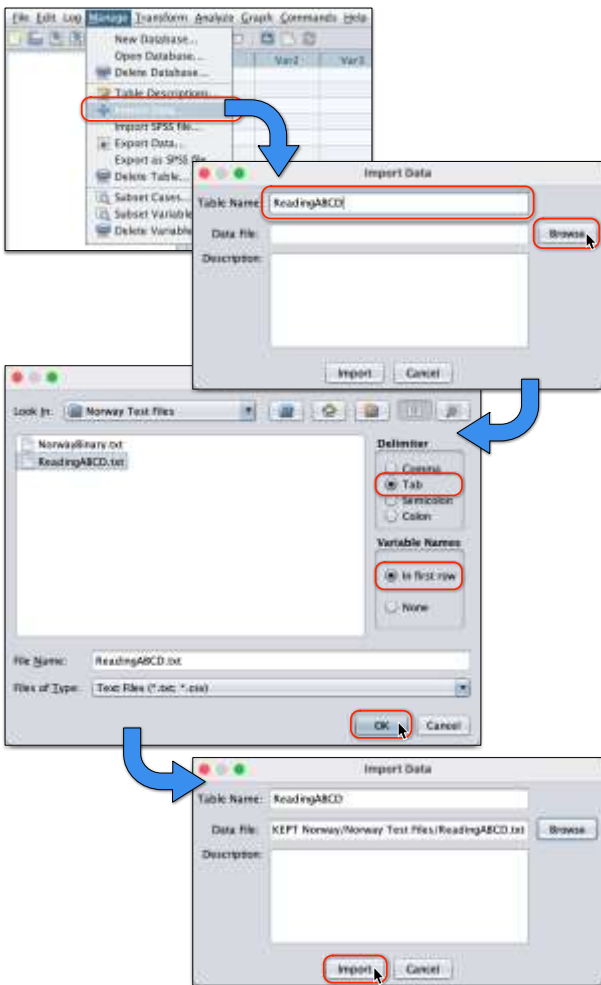 File Edit Log Manage Transform Analyze Graph Commands Help
New Database...
Open Database...
Delete Database...
Var2 Var3
Table Descriptions...
Import SPSS file...
Export Data...
Export as SPSS file
Delete Table...
Subset Cases...
Subset Variable
Delete Variable
Import Data
Table Name: ReadingABCD
Data File: Browse
Description:
Import Cancel
Look In: Norway Test Files
NorwayBinary.txt
ReadingABCD.txt
Delimiter
Comma
Tab
Semicolon
Colon
Variable Names
In first row
None
File Name: ReadingABCD.txt
Files of Type: Text Files (*.txt; *.csv)
OK Cancel
Import Data
Table Name: ReadingABCD
Data File: KEPT Norway/Norway Test Files/ReadingABCD.txt Browse
Description:
Import Cancel